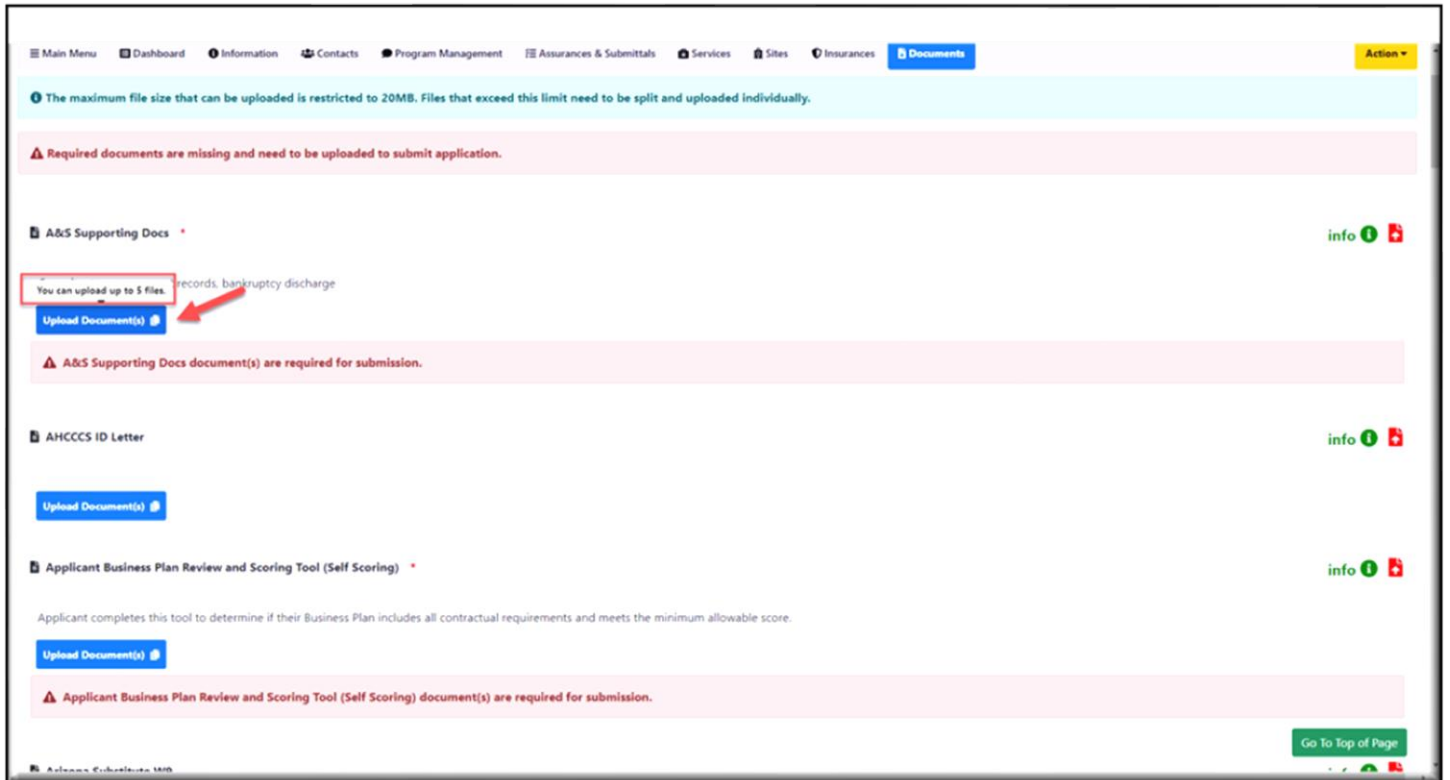 Main Menu Dashboard Information Contacts Program Management Assurances & Submittals Services Sites Insurances Documents Action
The maximum file size that can be uploaded is restricted to 20MB. Files that exceed this limit need to be split and uploaded individually.
Required documents are missing and need to be uploaded to submit application.
A&S Supporting Docs * info
records, bankruptcy discharge
You can upload up to 5 files.
Upload Document(s)
A&S Supporting Docs document(s) are required for submission.
AHCCCS ID Letter info
Upload Document(s)
Applicant Business Plan Review and Scoring Tool (Self Scoring) * info
Applicant completes this tool to determine if their Business Plan includes all contractual requirements and meets the minimum allowable score.
Upload Document(s)
Applicant Business Plan Review and Scoring Tool (Self Scoring) document(s) are required for submission.
Go To Top of Page
Arizona Substitute W9 info